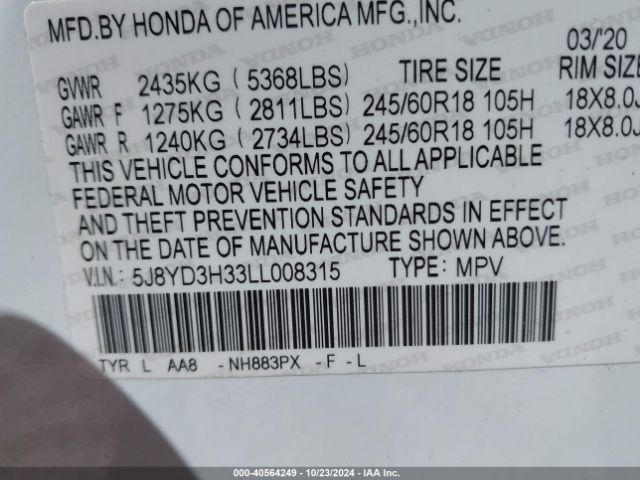 MFD.BY HONDA OF AMERICA MFG.,INC.
03/'20
GVWR 2435KG ( 5368LBS) TIRE SIZE RIM SIZE
GAWR F 1275KG ( 2811LBS) 245/60R18 105H 18X8.0J
GAWR R 1240KG ( 2734LBS) 245/60R18 105H 18X8.0J
THIS VEHICLE CONFORMS TO ALL APPLICABLE
FEDERAL MOTOR VEHICLE SAFETY
AND THEFT PREVENTION STANDARDS IN EFFECT
ON THE DATE OF MANUFACTURE SHOWN ABOVE.
V.I.N.: 5J8YD3H33LL008315 TYPE: MPV
TYR L AA8 - NH883PX - F - L
000-40564249 - 10/23/2024 - IAA Inc.